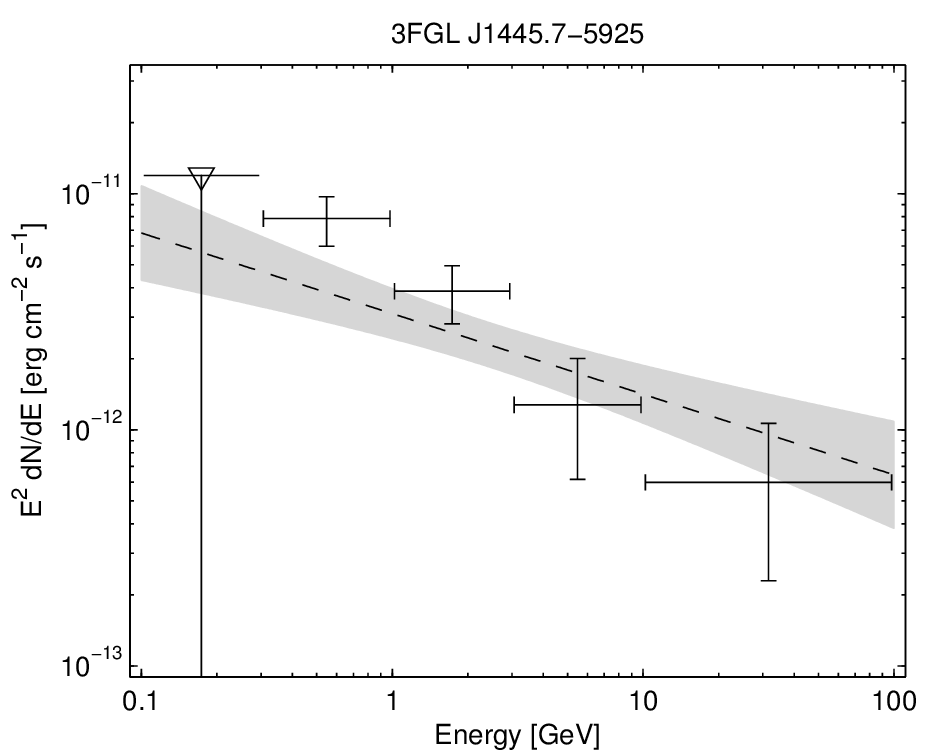 3FGL J1445.7−5925
E² dN/dE [erg cm⁻² s⁻¹]
10⁻¹¹
10⁻¹²
10⁻¹³
0.1 1 10 100
Energy [GeV]